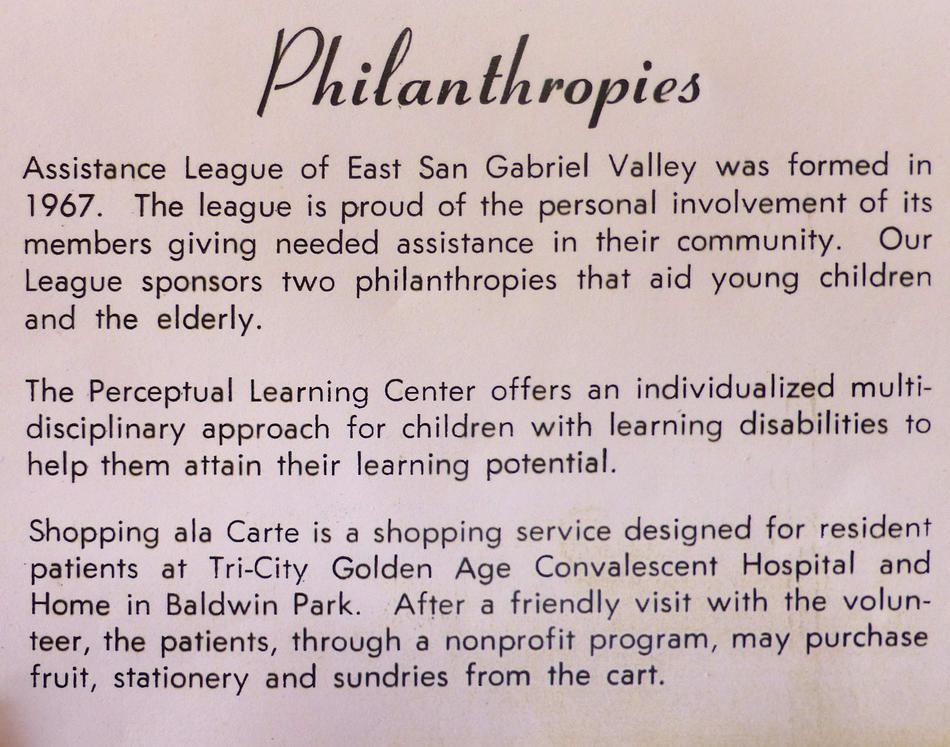 Philanthropies
Assistance League of East San Gabriel Valley was formed in
1967. The league is proud of the personal involvement of its
members giving needed assistance in their community. Our
League sponsors two philanthropies that aid young children
and the elderly.
The Perceptual Learning Center offers an individualized multi-
disciplinary approach for children with learning disabilities to
help them attain their learning potential.
Shopping ala Carte is a shopping service designed for resident
patients at Tri-City Golden Age Convalescent Hospital and
Home in Baldwin Park. After a friendly visit with the volun-
teer, the patients, through a nonprofit program, may purchase
fruit, stationery and sundries from the cart.